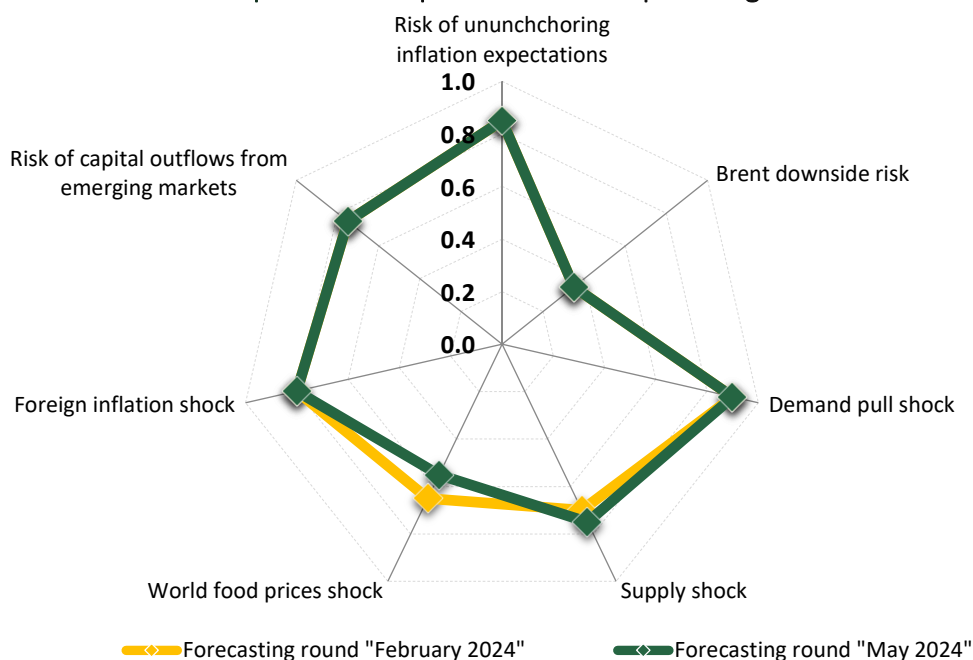 Risk of ununchchoring
inflation expectations
1.0
0.8
0.6
0.4
0.2
0.0
Brent downside risk
Risk of capital outflows from
emerging markets
Foreign inflation shock
Demand pull shock
World food prices shock
Supply shock
Forecasting round "February 2024"
Forecasting round "May 2024"